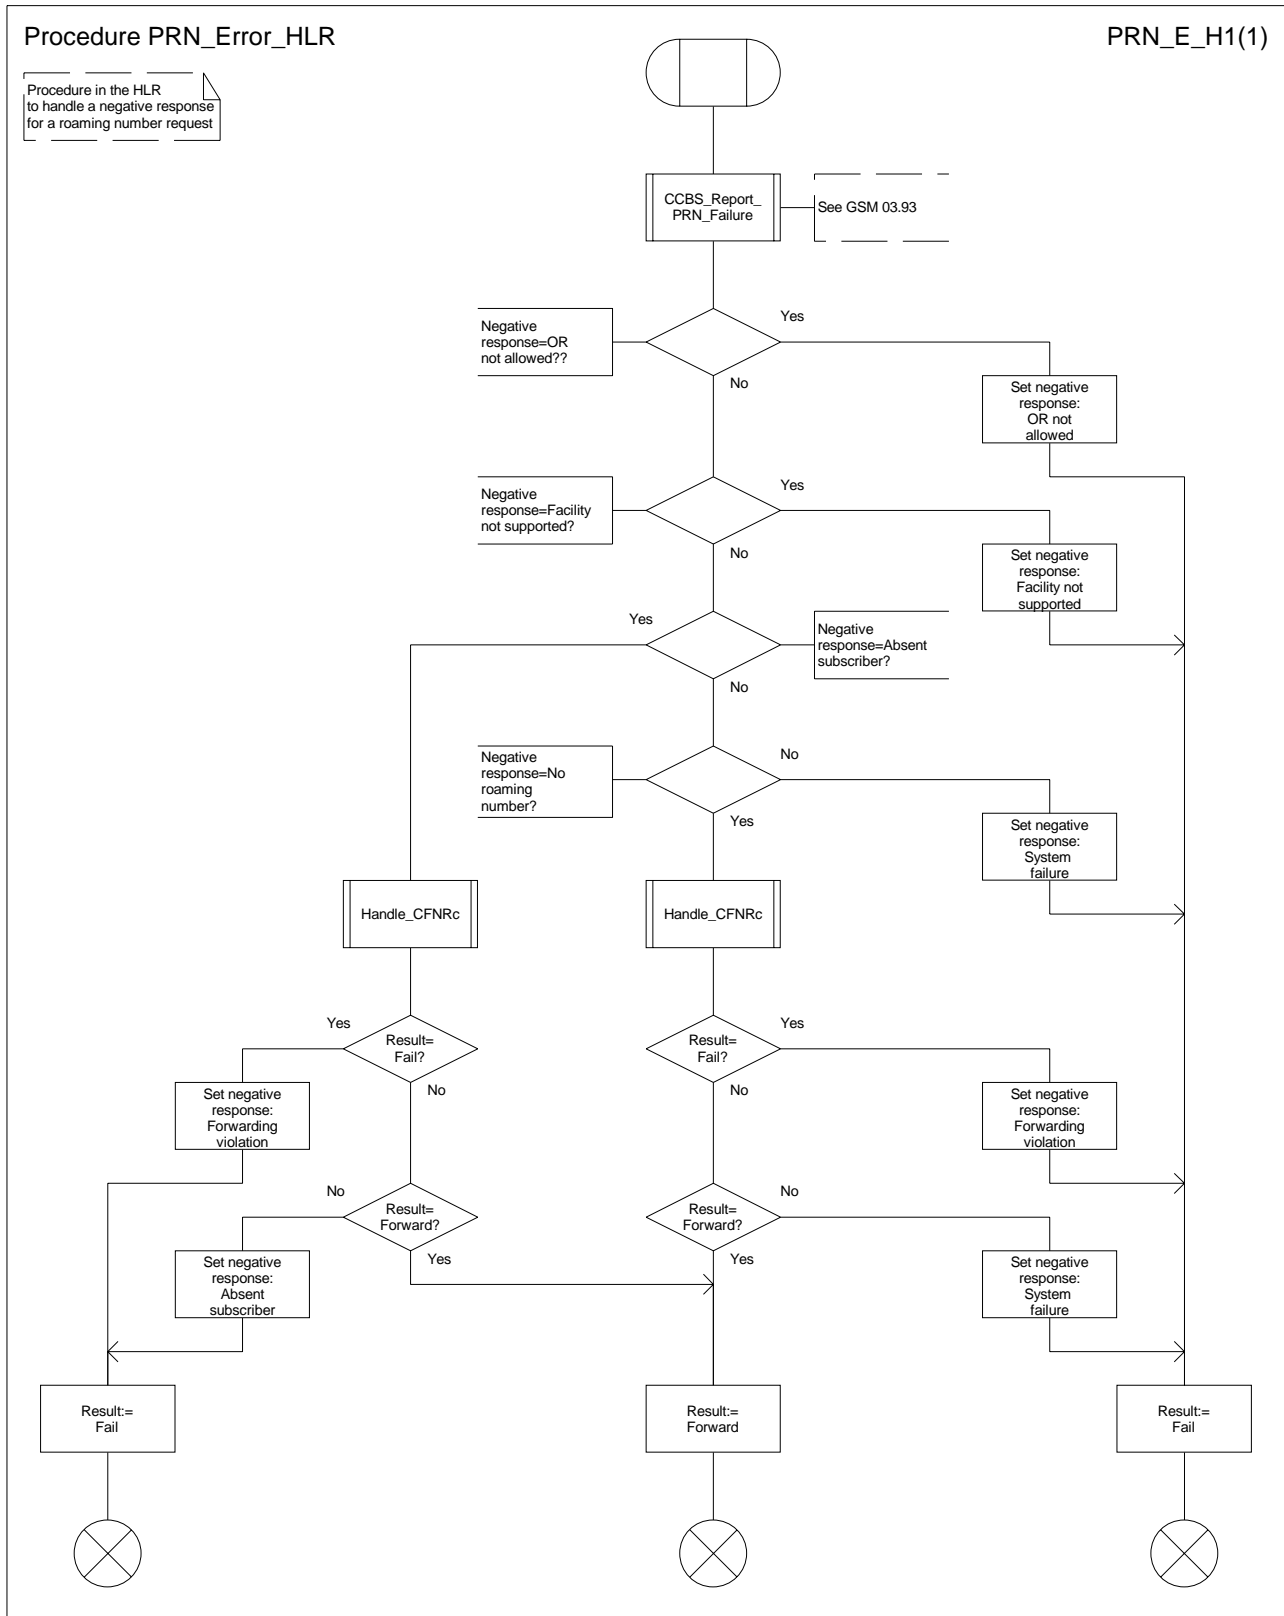 Procedure PRN_Error_HLR
PRN_E_H1(1)
Procedure in the HLR
to handle a negative response
for a roaming number request
CCBS_Report_
PRN_Failure
See GSM 03.93
Negative
response=OR
not allowed??
Yes
No
Set negative
response:
OR not
allowed
Negative
response=Facility
not supported?
Yes
No
Set negative
response:
Facility not
supported
Yes
Negative
response=Absent
subscriber?
No
Negative
response=No
roaming
number?
No
Yes
Set negative
response:
System
failure
Handle_CFNRc
Handle_CFNRc
Yes
Result=
Fail?
No
Result=
Fail?
Yes
No
Set negative
response:
Forwarding
violation
Set negative
response:
Forwarding
violation
No
Result=
Forward?
Yes
Result=
Forward?
No
Yes
Set negative
response:
Absent
subscriber
Set negative
response:
System
failure
Result:=
Fail
Result:=
Forward
Result:=
Fail